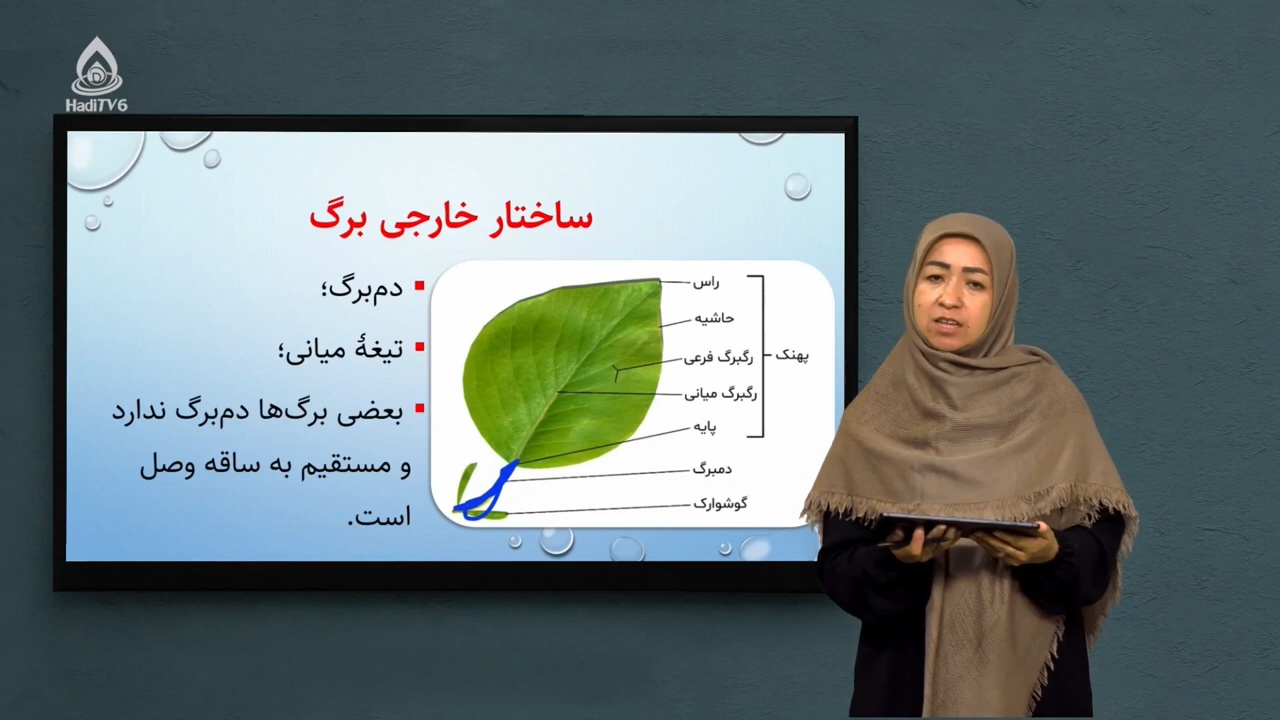 HadiTV6
ساختار خارجی برگ
دم‌برگ؛
تیغهٔ میانی؛
بعضی برگ‌ها دم‌برگ ندارد
و مستقیم به ساقه وصل
است.
راس
حاشیه
رگبرگ فرعی
پهنک
رگبرگ میانی
پایه
دمبرگ
گوشوارک